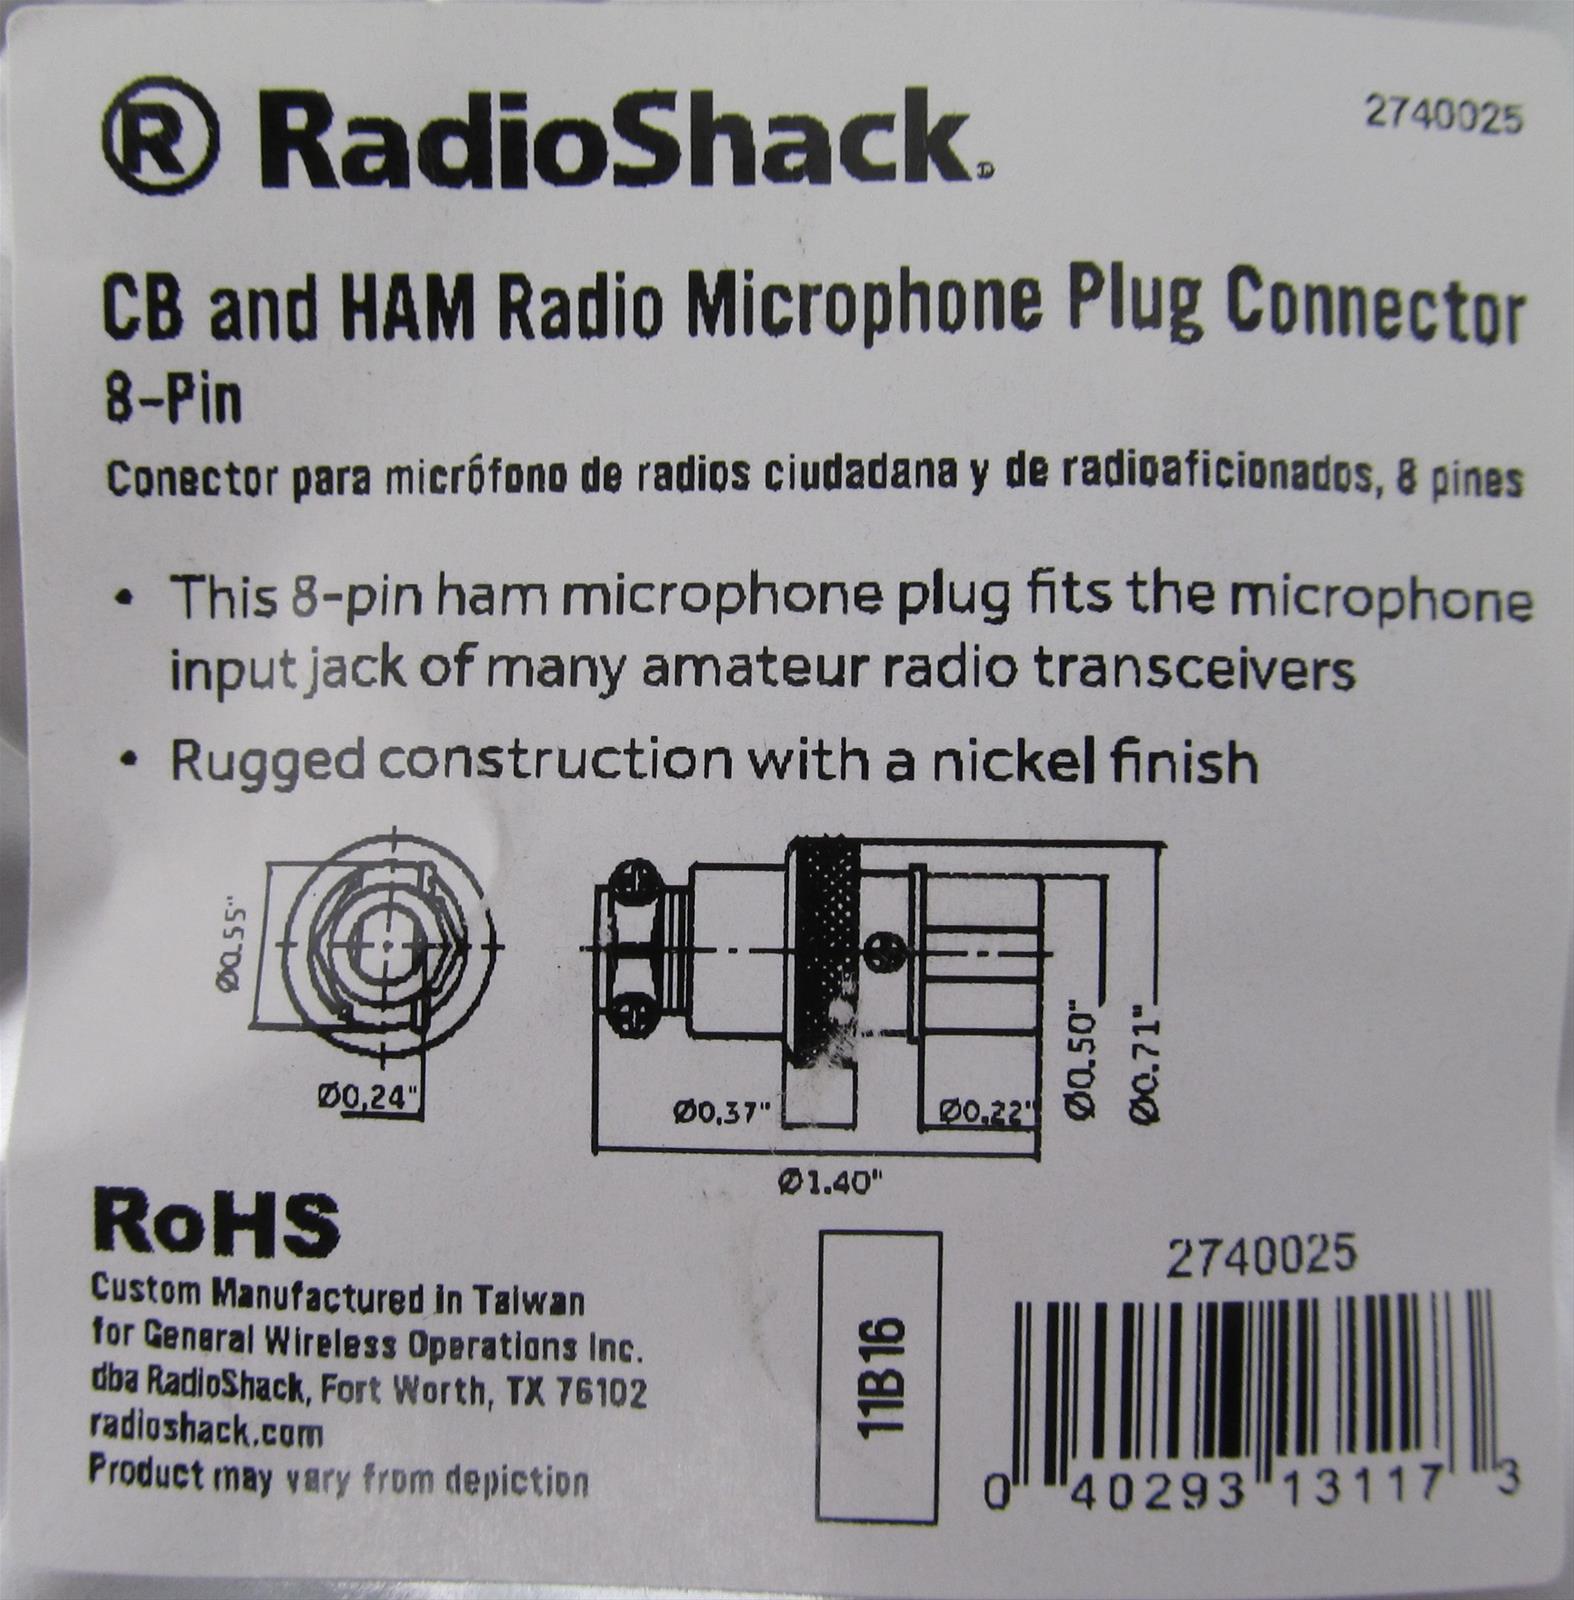 ® RadioShack®
2740025
CB and HAM Radio Microphone Plug Connector
8-Pin
Conector para micrófono de radios ciudadana y de radioaficionados, 8 pines
• This 8-pin ham microphone plug fits the microphone
input jack of many amateur radio transceivers
• Rugged construction with a nickel finish
Ø0.55"
Ø0.24"
Ø0.37"
Ø0.22"
Ø0.50"
Ø0.71"
Ø1.40"
RoHS
Custom Manufactured in Taiwan
for General Wireless Operations Inc.
dba RadioShack, Fort Worth, TX 76102
radioshack.com
Product may vary from depiction
11B16
2740025
0 40293 13117 3